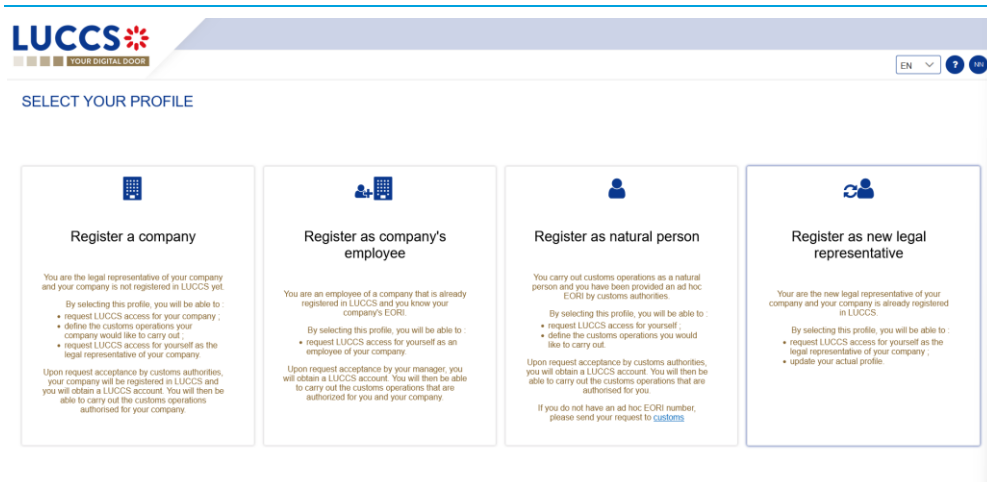 LUCCS
YOUR DIGITAL DOOR
EN
?
NN
SELECT YOUR PROFILE
Register a company
You are the legal representative of your company
and your company is not registered in LUCCS yet.
By selecting this profile, you will be able to :
• request LUCCS access for your company ;
• define the customs operations your
company would like to carry out ;
• request LUCCS access for yourself as the
legal representative of your company.
Upon request acceptance by customs authorities,
your company will be registered in LUCCS and
you will obtain a LUCCS account. You will then be
able to carry out the customs operations
authorised for your company.
Register as company's
employee
You are an employee of a company that is already
registered in LUCCS and you know your
company's EORI.
By selecting this profile, you will be able to :
• request LUCCS access for yourself as an
employee of your company.
Upon request acceptance by your manager, you
will obtain a LUCCS account. You will then be able
to carry out the customs operations that are
authorized for you and your company.
Register as natural person
You carry out customs operations as a natural
person and you have been provided an ad hoc
EORI by customs authorities.
By selecting this profile, you will be able to :
• request LUCCS access for yourself ;
• define the customs operations you would
like to carry out.
Upon request acceptance by customs authorities,
you will obtain a LUCCS account. You will then be
able to carry out the customs operations that are
authorised for you.
If you do not have an ad hoc EORI number,
please send your request to customs
Register as new legal
representative
Your are the new legal representative of your
company and your company is already registered
in LUCCS.
By selecting this profile, you will be able to :
• request LUCCS access for yourself as the
legal representative of your company ;
• update your actual profile.